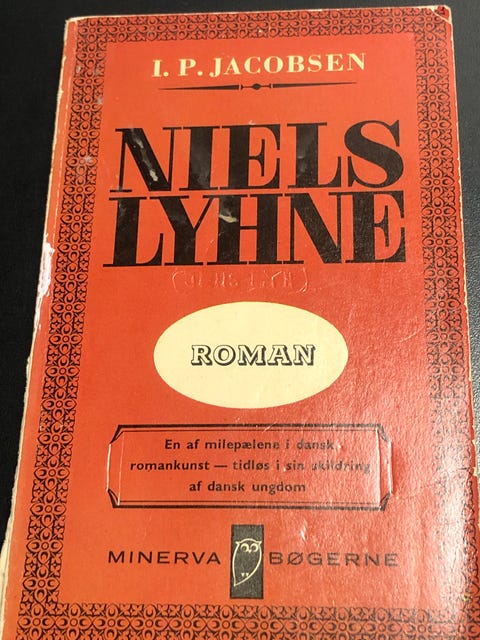 I. P. JACOBSEN
NIELS
LYHNE
ROMAN
En af milepælene i dansk
romankunst — tidløs i sin skildring
af dansk ungdom
MINERVA BØGERNE